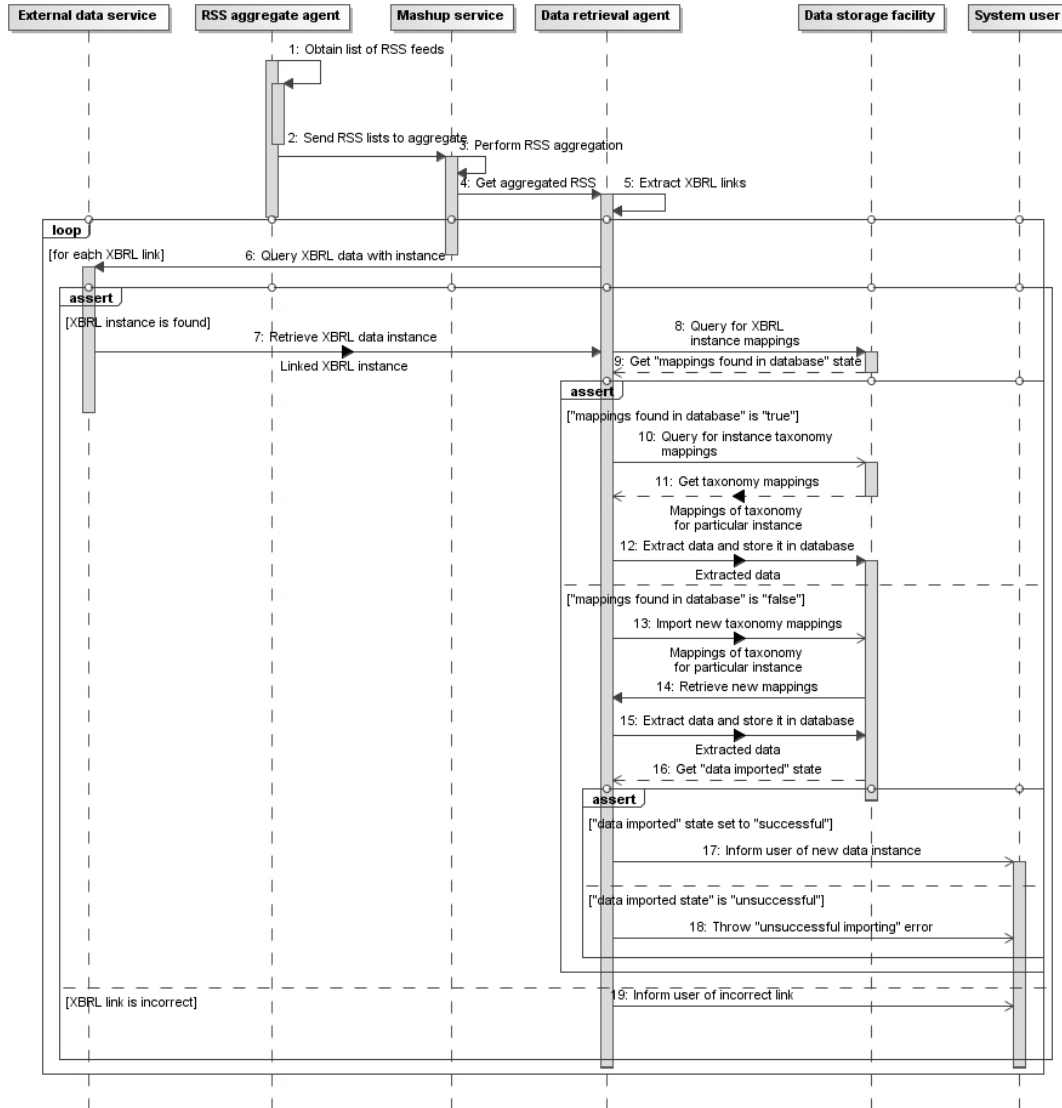 External data service
RSS aggregate agent
Mashup service
Data retrieval agent
Data storage facility
System user
1: Obtain list of RSS feeds
2: Send RSS lists to aggregate
3: Perform RSS aggregation
4: Get aggregated RSS
5: Extract XBRL links
loop
[for each XBRL link]
6: Query XBRL data with instance
assert
[XBRL instance is found]
7: Retrieve XBRL data instance
Linked XBRL instance
8: Query for XBRL
instance mappings
9: Get "mappings found in database" state
assert
["mappings found in database" is "true"]
10: Query for instance taxonomy
mappings
11: Get taxonomy mappings
Mappings of taxonomy
for particular instance
12: Extract data and store it in database
Extracted data
["mappings found in database" is "false"]
13: Import new taxonomy mappings
Mappings of taxonomy
for particular instance
14: Retrieve new mappings
15: Extract data and store it in database
Extracted data
16: Get "data imported" state
assert
["data imported" state set to "successful"]
17: Inform user of new data instance
["data imported state" is "unsuccessful"]
18: Throw "unsuccessful importing" error
[XBRL link is incorrect]
19: Inform user of incorrect link